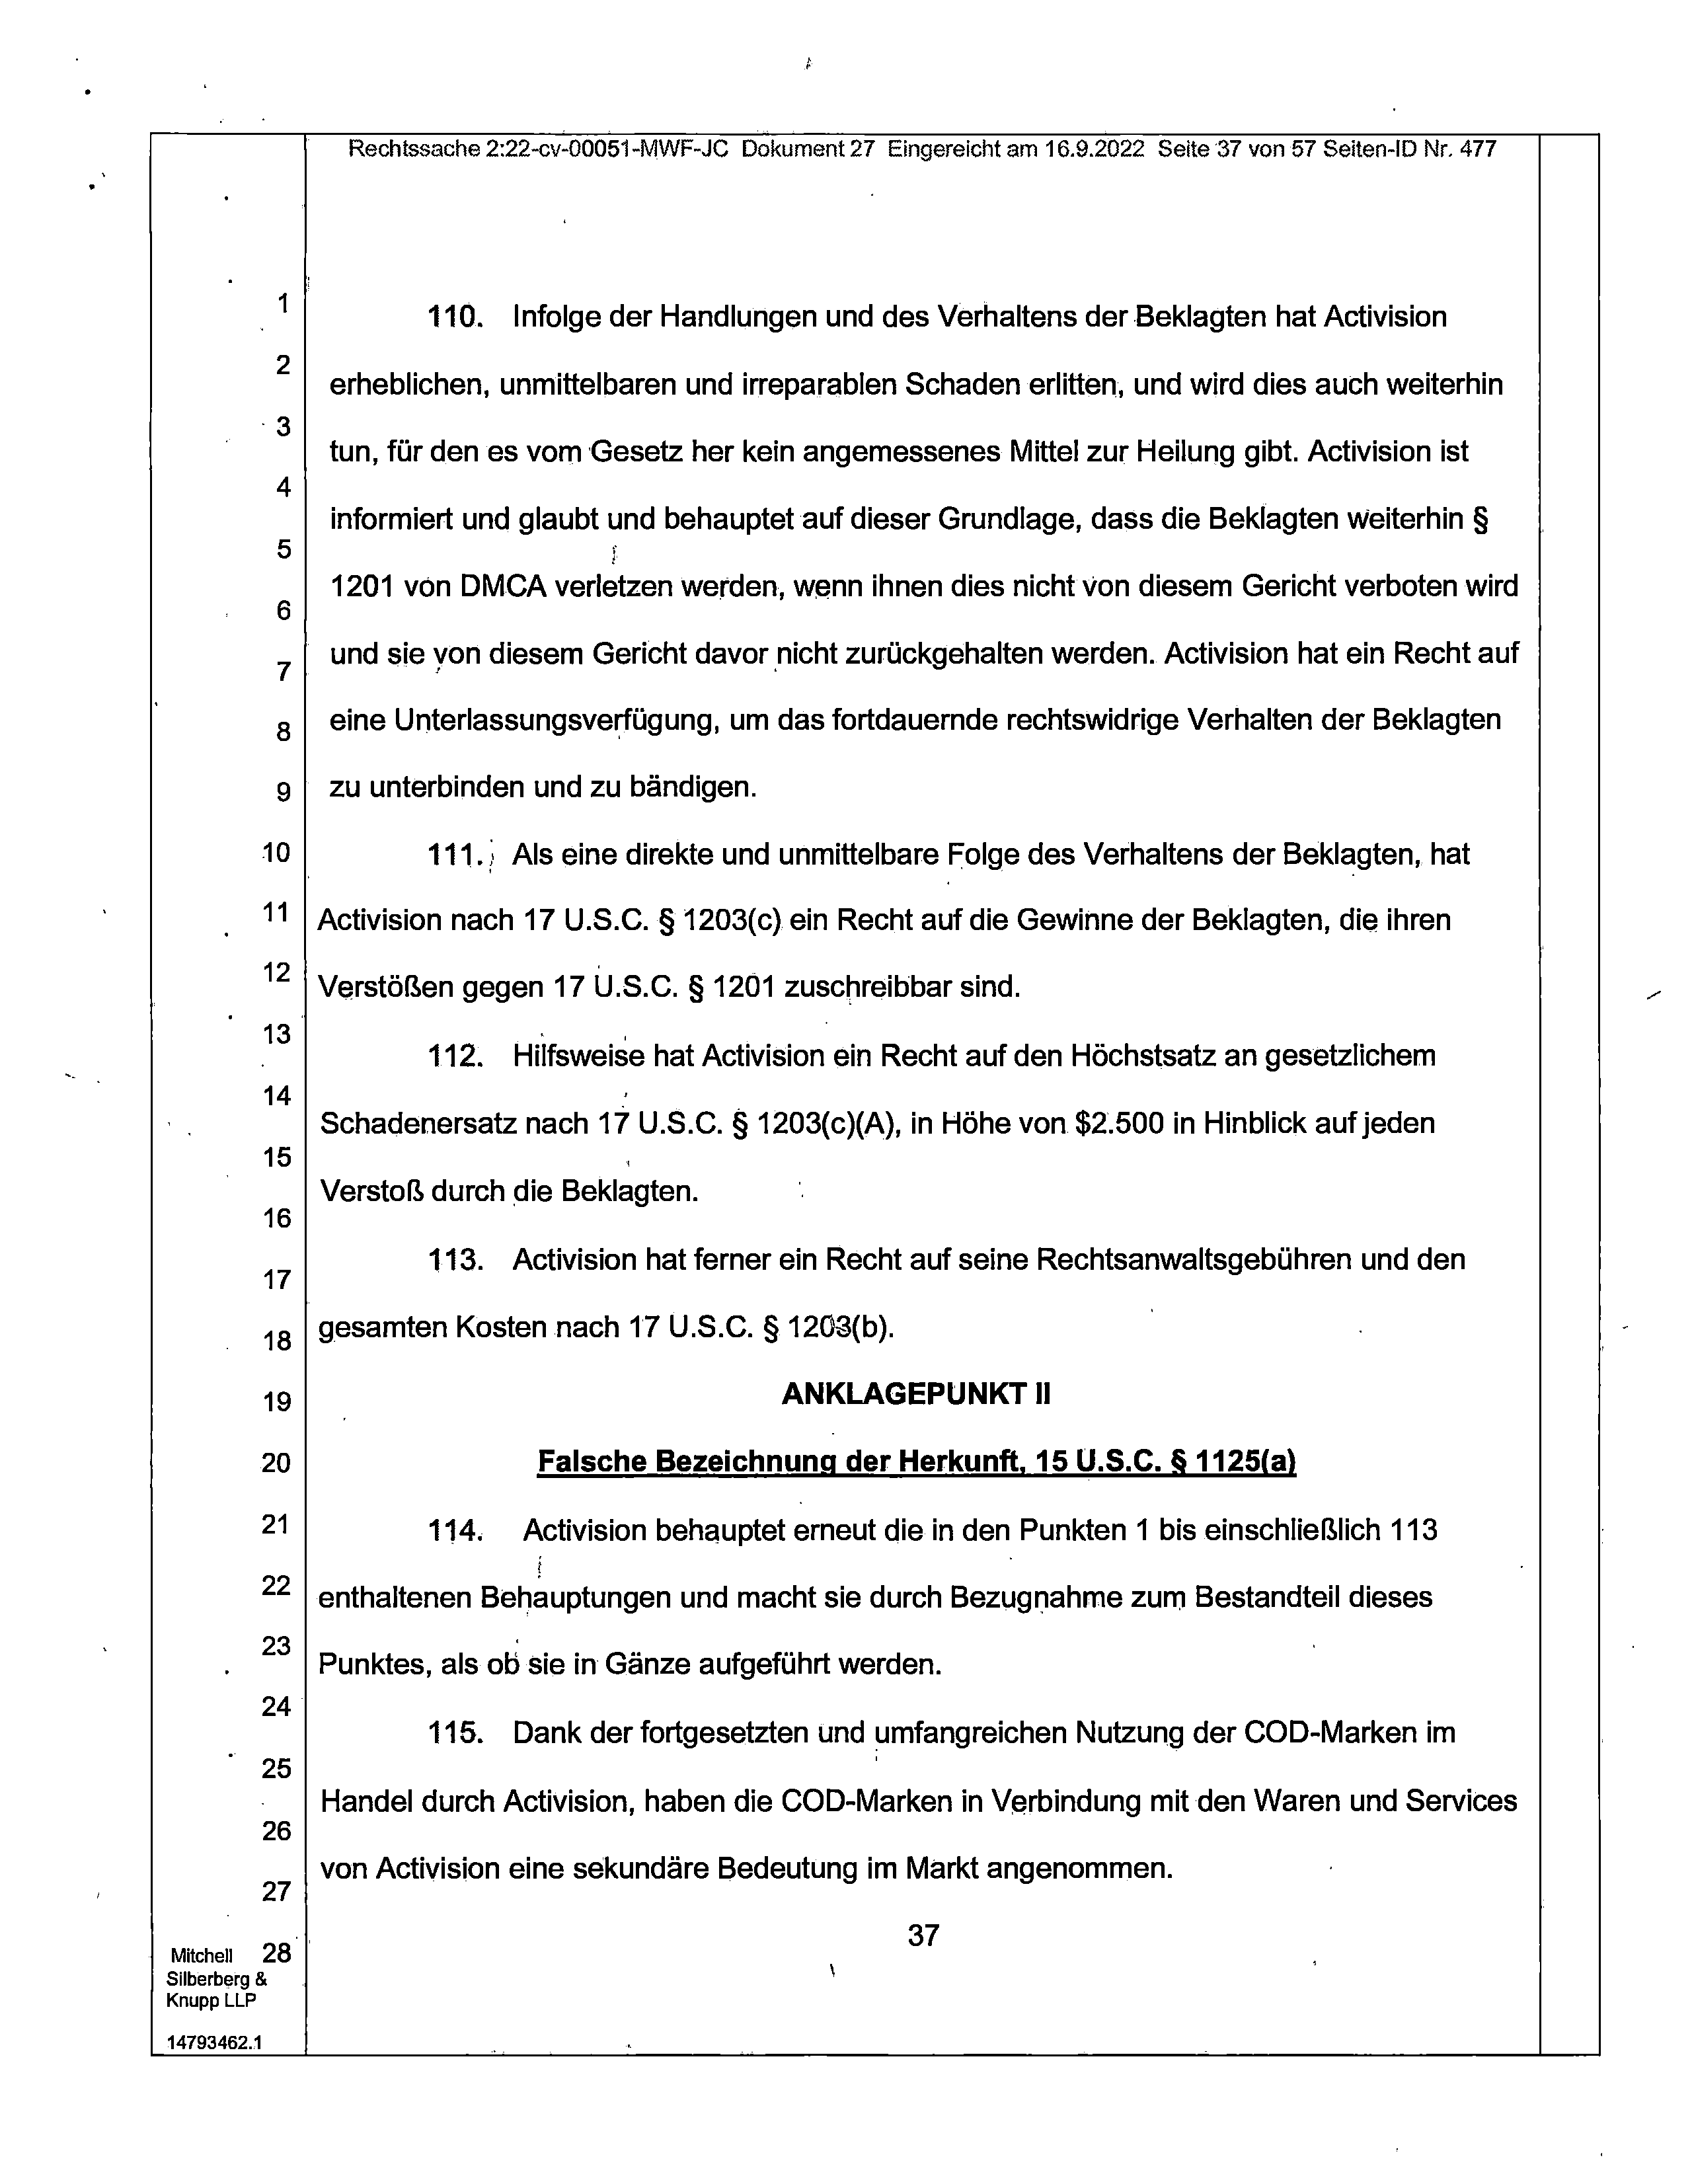 Rechtssache 2:22-cv-00051-MWF-JC Dokument 27 Eingereicht am 16.9.2022 Seite 37 von 57 Seiten-ID Nr. 477
1
110. Infolge der Handlungen und des Verhaltens der Beklagten hat Activision
2
erheblichen, unmittelbaren und irreparablen Schaden erlitten, und wird dies auch weiterhin
3
tun, für den es vom Gesetz her kein angemessenes Mittel zur Heilung gibt. Activision ist
4
informiert und glaubt und behauptet auf dieser Grundlage, dass die Beklagten weiterhin §
5
1201 von DMCA verletzen werden, wenn ihnen dies nicht von diesem Gericht verboten wird
6
und sie von diesem Gericht davor nicht zurückgehalten werden. Activision hat ein Recht auf
7
eine Unterlassungsverfügung, um das fortdauernde rechtswidrige Verhalten der Beklagten
8
zu unterbinden und zu bändigen.
9
10
111. Als eine direkte und unmittelbare Folge des Verhaltens der Beklagten, hat
11
Activision nach 17 U.S.C. § 1203(c) ein Recht auf die Gewinne der Beklagten, die ihren
12
Verstößen gegen 17 U.S.C. § 1201 zuschreibbar sind.
13
112. Hilfsweise hat Activision ein Recht auf den Höchstsatz an gesetzlichem
14
Schadenersatz nach 17 U.S.C. § 1203(c)(A), in Höhe von $2.500 in Hinblick auf jeden
15
Verstoß durch die Beklagten.
16
113. Activision hat ferner ein Recht auf seine Rechtsanwaltsgebühren und den
17
gesamten Kosten nach 17 U.S.C. § 1203(b).
18
19
ANKLAGEPUNKT II
20
Falsche Bezeichnung der Herkunft, 15 U.S.C. § 1125(a)
21
114. Activision behauptet erneut die in den Punkten 1 bis einschließlich 113
22
enthaltenen Behauptungen und macht sie durch Bezugnahme zum Bestandteil dieses
23
Punktes, als ob sie in Gänze aufgeführt werden.
24
115. Dank der fortgesetzten und umfangreichen Nutzung der COD-Marken im
25
Handel durch Activision, haben die COD-Marken in Verbindung mit den Waren und Services
26
von Activision eine sekundäre Bedeutung im Markt angenommen.
27
37
28
Mitchell
Silberberg &
Knupp LLP
14793462.1